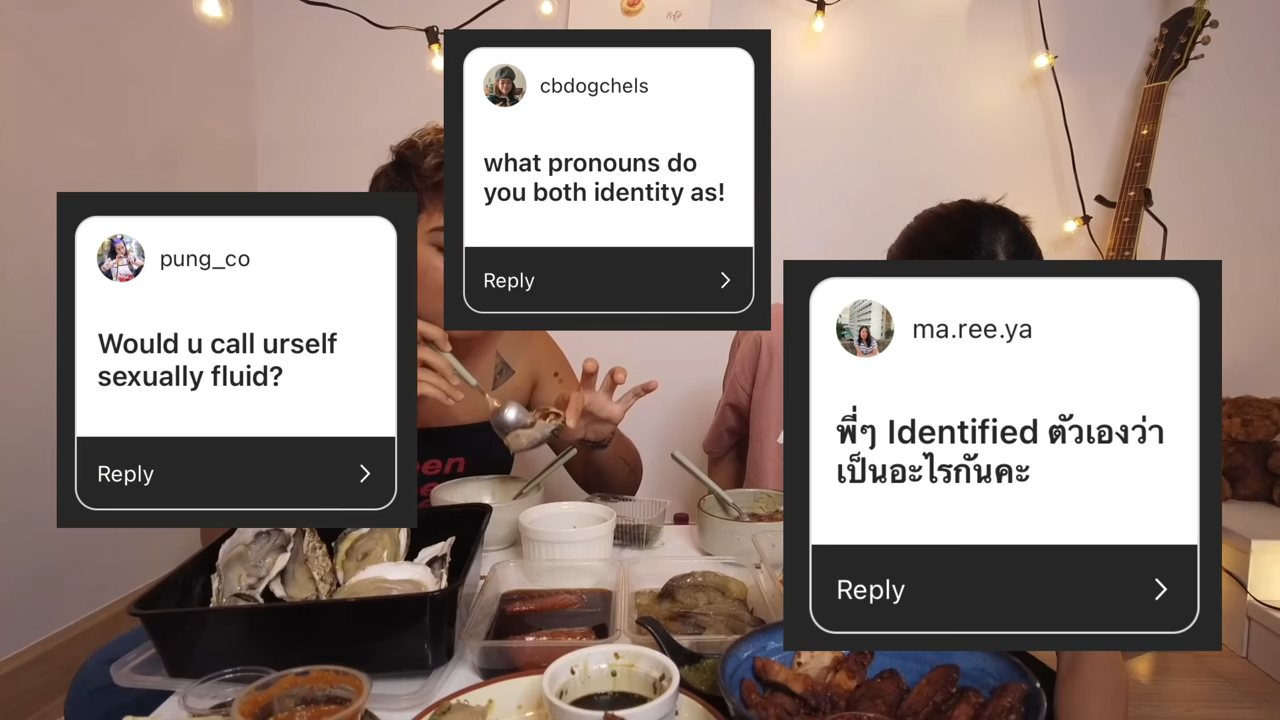 cbdogchels
what pronouns do
you both identity as!
Reply
pung_co
Would u call urself
sexually fluid?
Reply
ma.ree.ya
พี่ๆ Identified ตัวเองว่า
เป็นอะไรกันคะ
Reply
een